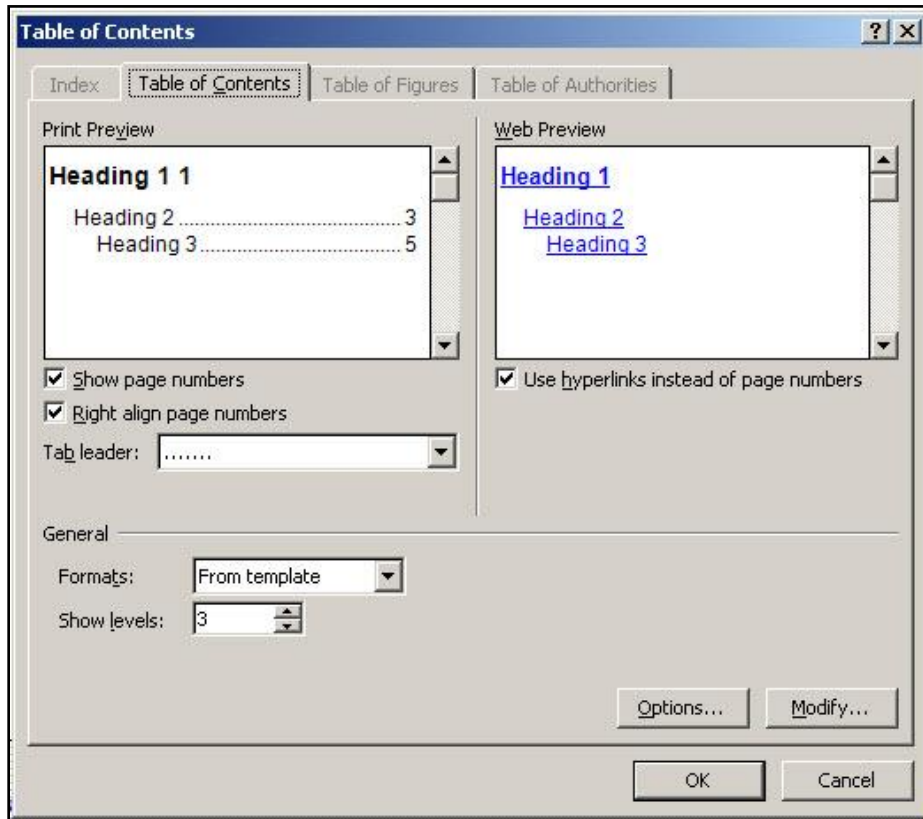 Table of Contents
Index
Table of Contents
Table of Figures
Table of Authorities
Print Preview
Heading 1 1
Heading 2 ........................................ 3
Heading 3 .................................... 5
Show page numbers
Right align page numbers
Tab leader: .......
Web Preview
Heading 1
Heading 2
Heading 3
Use hyperlinks instead of page numbers
General
Formats: From template
Show levels: 3
Options...
Modify...
OK
Cancel